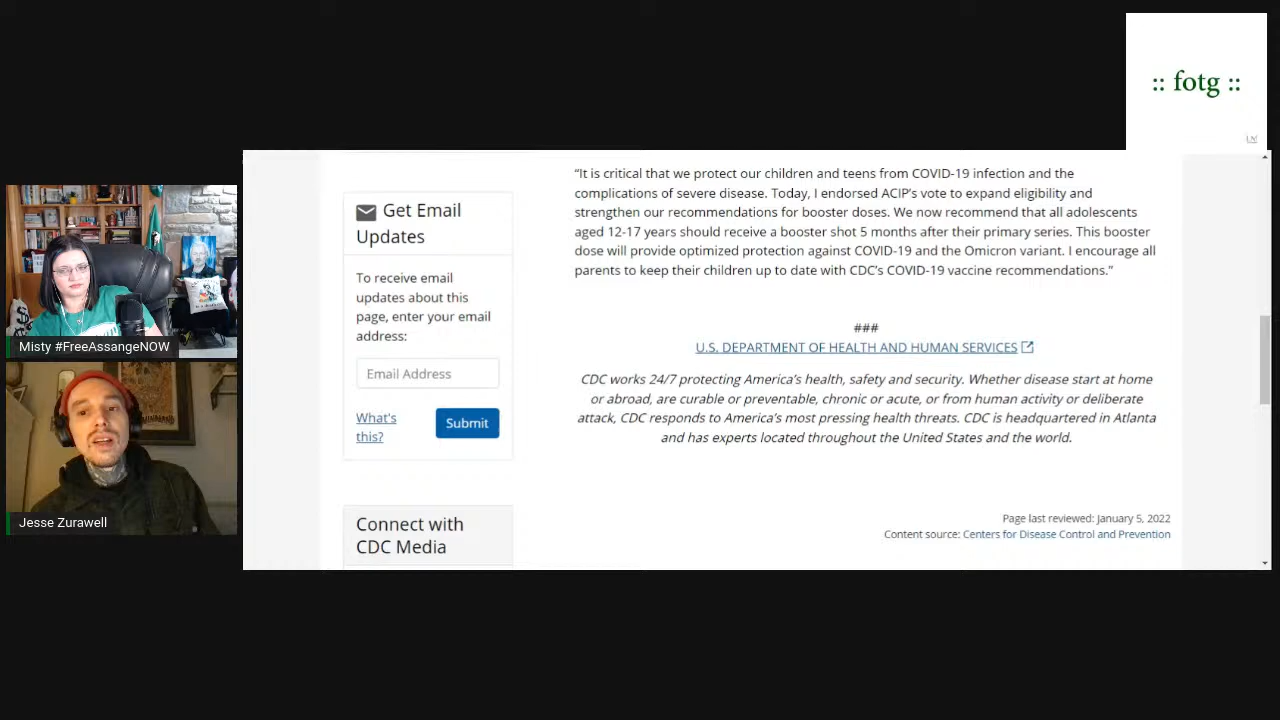 :: fotg ::
Misty #FreeAssangeNOW
Jesse Zurawell
Get Email
Updates
To receive email
updates about this
page, enter your email
address:
Email Address
What's
this?
Submit
Connect with
CDC Media
“It is critical that we protect our children and teens from COVID-19 infection and the
complications of severe disease. Today, I endorsed ACIP’s vote to expand eligibility and
strengthen our recommendations for booster doses. We now recommend that all adolescents
aged 12-17 years should receive a booster shot 5 months after their primary series. This booster
dose will provide optimized protection against COVID-19 and the Omicron variant. I encourage all
parents to keep their children up to date with CDC’s COVID-19 vaccine recommendations.”
###
U.S. DEPARTMENT OF HEALTH AND HUMAN SERVICES
CDC works 24/7 protecting America’s health, safety and security. Whether disease start at home
or abroad, are curable or preventable, chronic or acute, or from human activity or deliberate
attack, CDC responds to America’s most pressing health threats. CDC is headquartered in Atlanta
and has experts located throughout the United States and the world.
Page last reviewed: January 5, 2022
Content source: Centers for Disease Control and Prevention